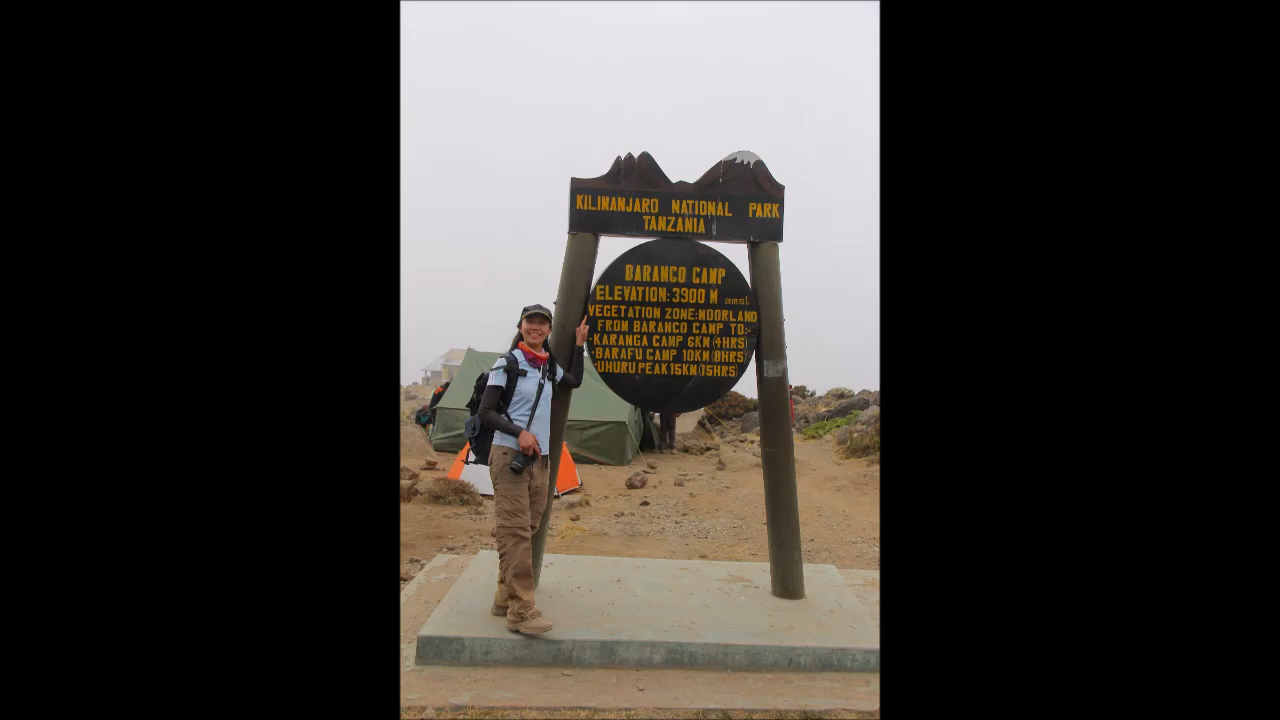 KILIMANJARO NATIONAL PARK
TANZANIA
BARANCO CAMP
ELEVATION:3900 M amsl.
VEGETATION ZONE:MOORLAND
FROM BARANCO CAMP TO:-
-KARANGA CAMP 6KM (4HRS)
-BARAFU CAMP 10KM (8HRS)
-UHURU PEAK 15KM (15HRS)